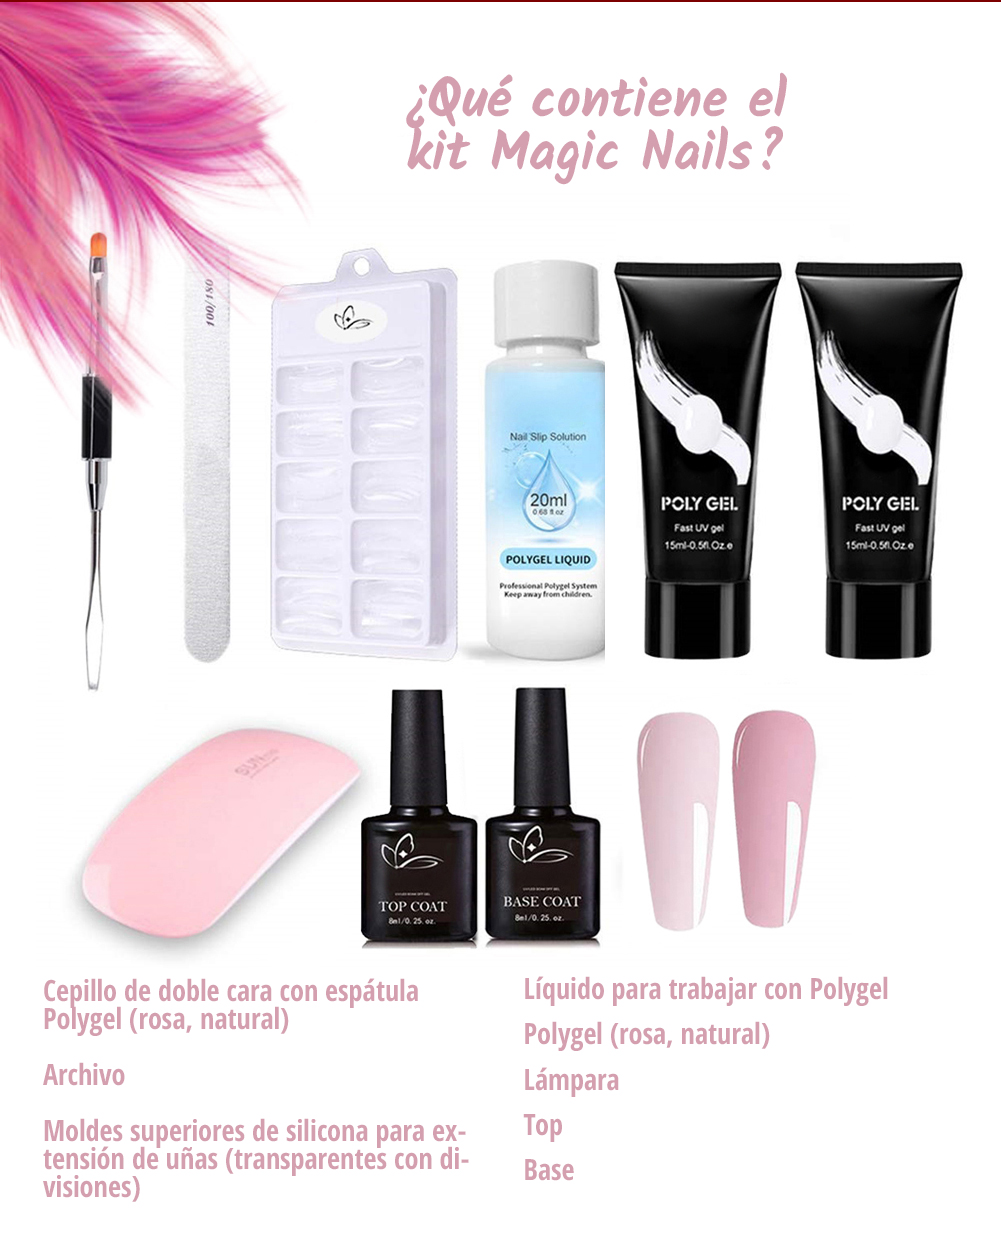 ¿Qué contiene el
kit Magic Nails?
100/180
Nail Slip Solution
20ml
0.68 fl oz
POLYGEL LIQUID
Professional Polygel System
Keep away from children.
POLY GEL
Fast UV gel
15ml-0.5fl.Oz.e
POLY GEL
Fast UV gel
15ml-0.5fl.Oz.e
SUN
TOP COAT
8ml/0.25.oz.
BASE COAT
8ml/0.25.oz.
Cepillo de doble cara con espátula
Polygel (rosa, natural)
Archivo
Moldes superiores de silicona para ex-
tensión de uñas (transparentes con di-
visiones)
Líquido para trabajar con Polygel
Polygel (rosa, natural)
Lámpara
Top
Base